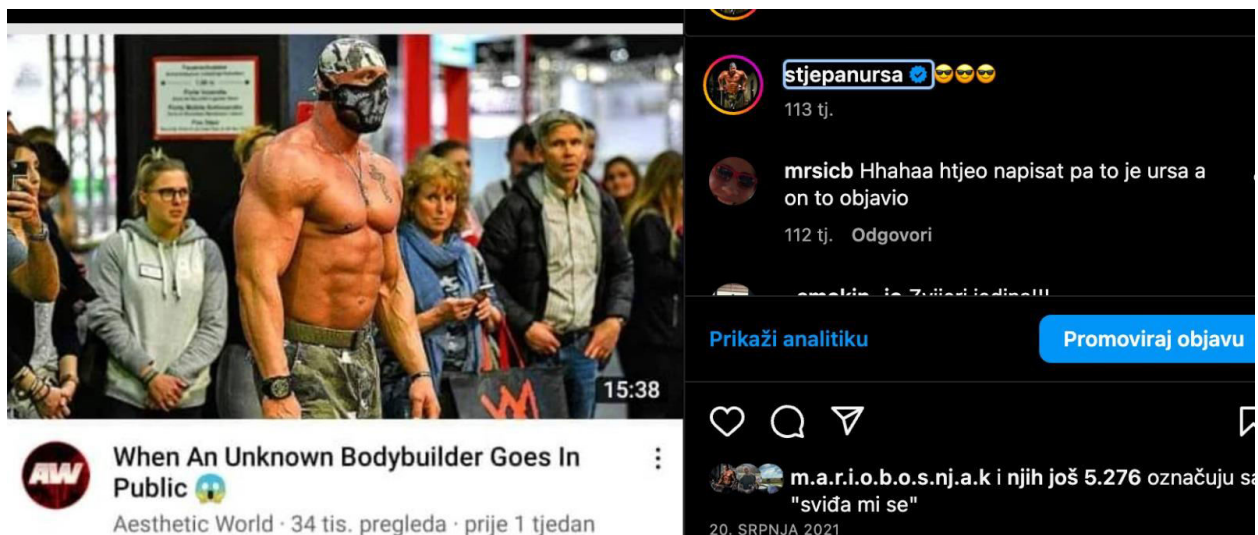 15:38
AW
When An Unknown Bodybuilder Goes In
Public 😱
Aesthetic World · 34 tis. pregleda · prije 1 tjedan
stjepanursa 😎😎😎
113 tj.
mrsicb Hhahaa htjeo napisat pa to je ursa a
on to objavio
112 tj. Odgovori
Prikaži analitiku
Promoviraj objavu
m.a.r.i.o.b.o.s.nj.a.k i njih još 5.276 označuju sa
"sviđa mi se"
20. SRPNJA 2021